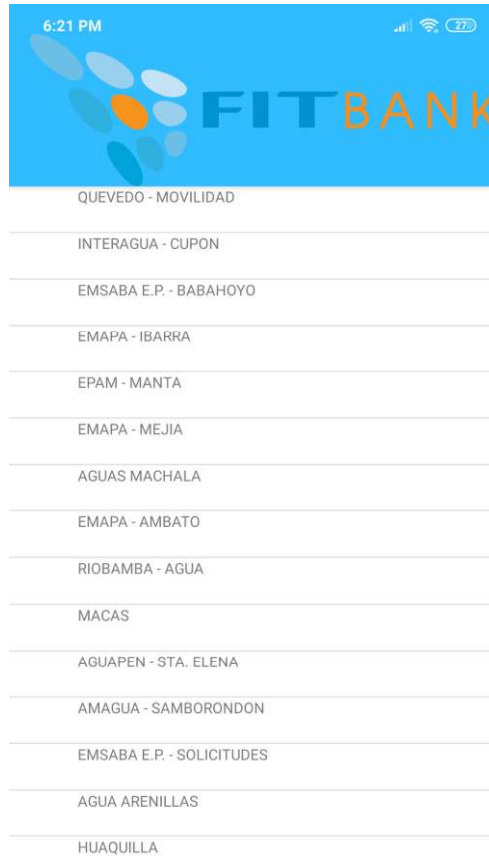 6:21 PM 27
FITBANK
QUEVEDO - MOVILIDAD
INTERAGUA - CUPON
EMSABA E.P. - BABAHOYO
EMAPA - IBARRA
EPAM - MANTA
EMAPA - MEJIA
AGUAS MACHALA
EMAPA - AMBATO
RIOBAMBA - AGUA
MACAS
AGUAPEN - STA. ELENA
AMAGUA - SAMBORONDON
EMSABA E.P. - SOLICITUDES
AGUA ARENILLAS
HUAQUILLA